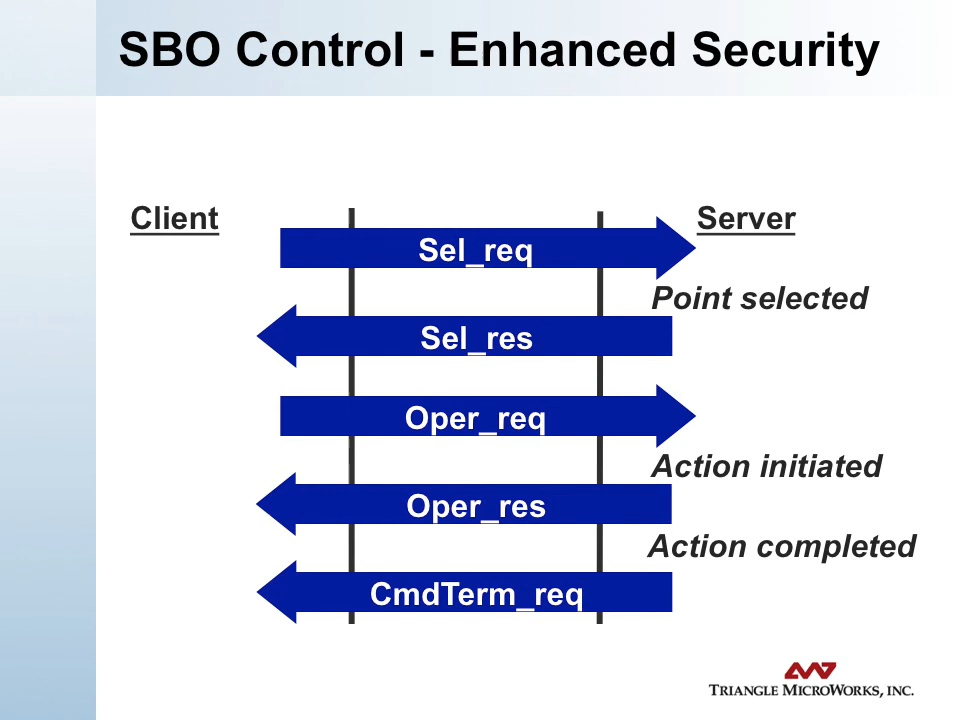 SBO Control - Enhanced Security
Client
Server
Sel_req
Point selected
Sel_res
Oper_req
Action initiated
Oper_res
Action completed
CmdTerm_req
TRIANGLE MICROWORKS, INC.